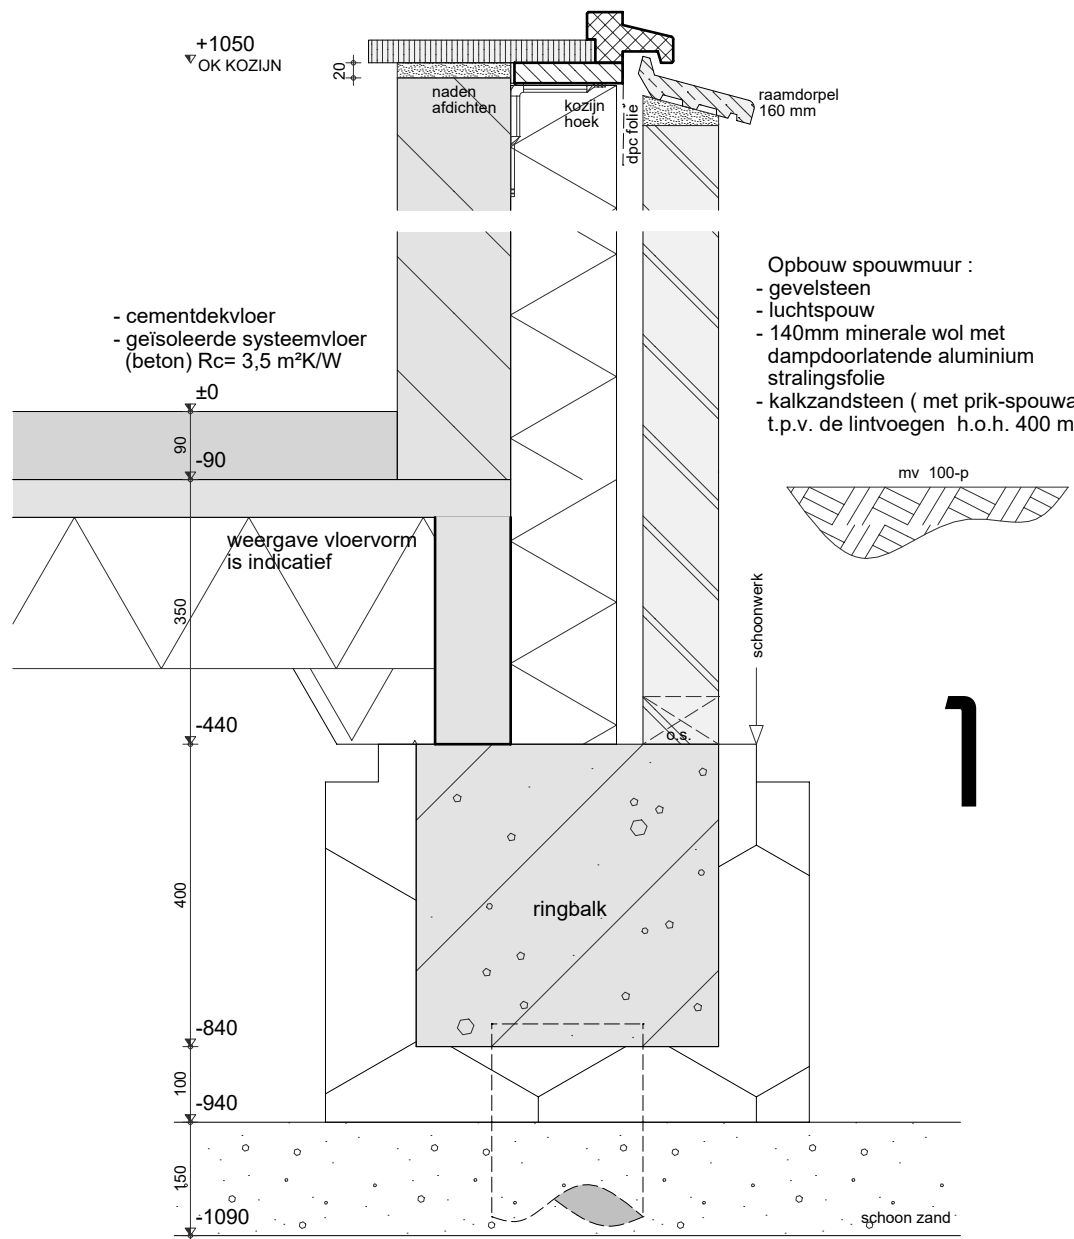 +1050
OK KOZIJN
20
naden
afdichten
kozijn
hoek
dpc folie
raamdorpel
160 mm
Opbouw spouwmuur :
- gevelsteen
- luchtspouw
- 140mm minerale wol met
dampdoorlatende aluminium
stralingsfolie
- kalkzandsteen ( met prik-spouwa
t.p.v. de lintvoegen h.o.h. 400 m
- cementdekvloer
- geïsoleerde systeemvloer
(beton) Rc= 3,5 m²K/W
±0
90
-90
mv 100-p
weergave vloervorm
is indicatief
350
schoonwerk
-440
o.s.
1
400
ringbalk
-840
100
-940
150
-1090
schoon zand